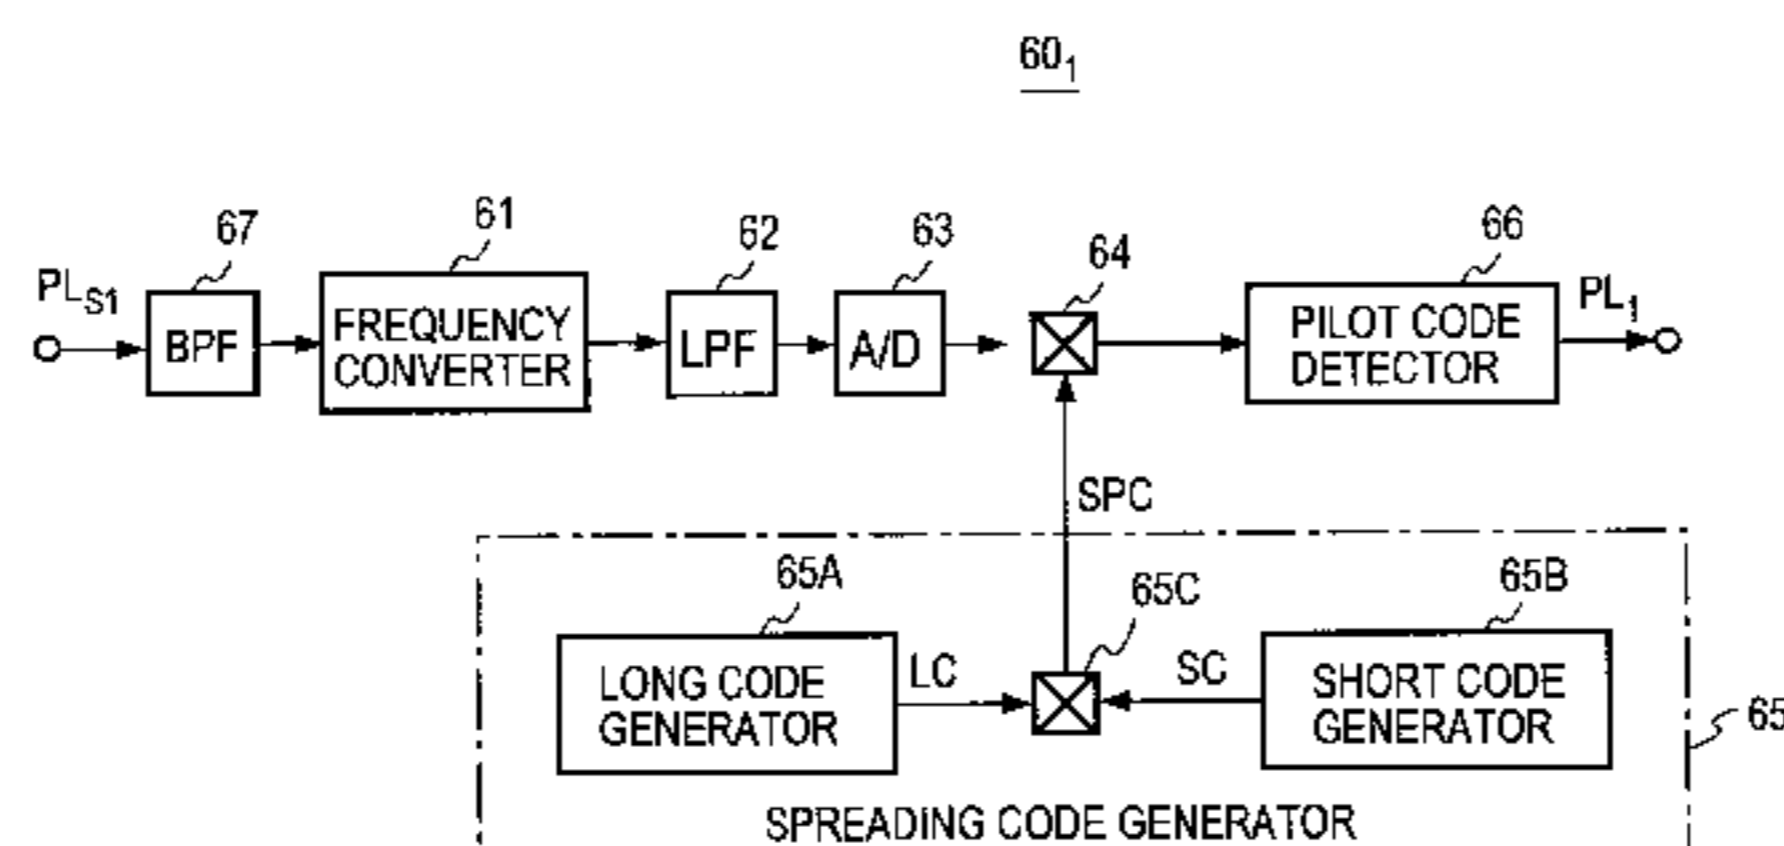 60₁
67
61
62
63
64
66
PL_S1
BPF
FREQUENCY
CONVERTER
LPF
A/D
PILOT CODE
DETECTOR
PL₁
SPC
65A
65C
65B
LONG CODE
GENERATOR
LC
SC
SHORT CODE
GENERATOR
65
SPREADING CODE GENERATOR